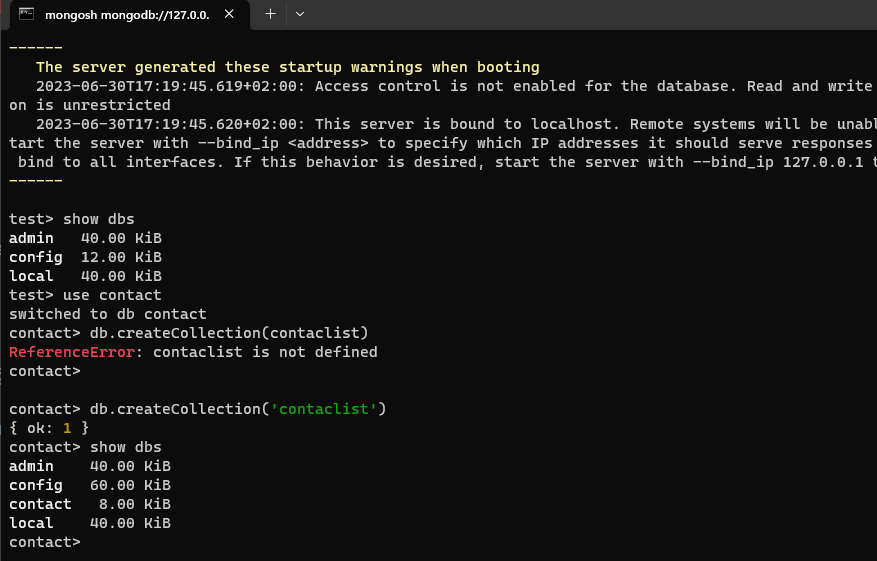 mongosh mongodb://127.0.0.
------
The server generated these startup warnings when booting
2023-06-30T17:19:45.619+02:00: Access control is not enabled for the database. Read and write
on is unrestricted
2023-06-30T17:19:45.620+02:00: This server is bound to localhost. Remote systems will be unabl
tart the server with --bind_ip <address> to specify which IP addresses it should serve responses
bind to all interfaces. If this behavior is desired, start the server with --bind_ip 127.0.0.1 t
------
test> show dbs
admin   40.00 KiB
config  12.00 KiB
local   40.00 KiB
test> use contact
switched to db contact
contact> db.createCollection(contaclist)
ReferenceError: contaclist is not defined
contact>
contact> db.createCollection('contaclist')
{ ok: 1 }
contact> show dbs
admin    40.00 KiB
config   60.00 KiB
contact   8.00 KiB
local    40.00 KiB
contact>